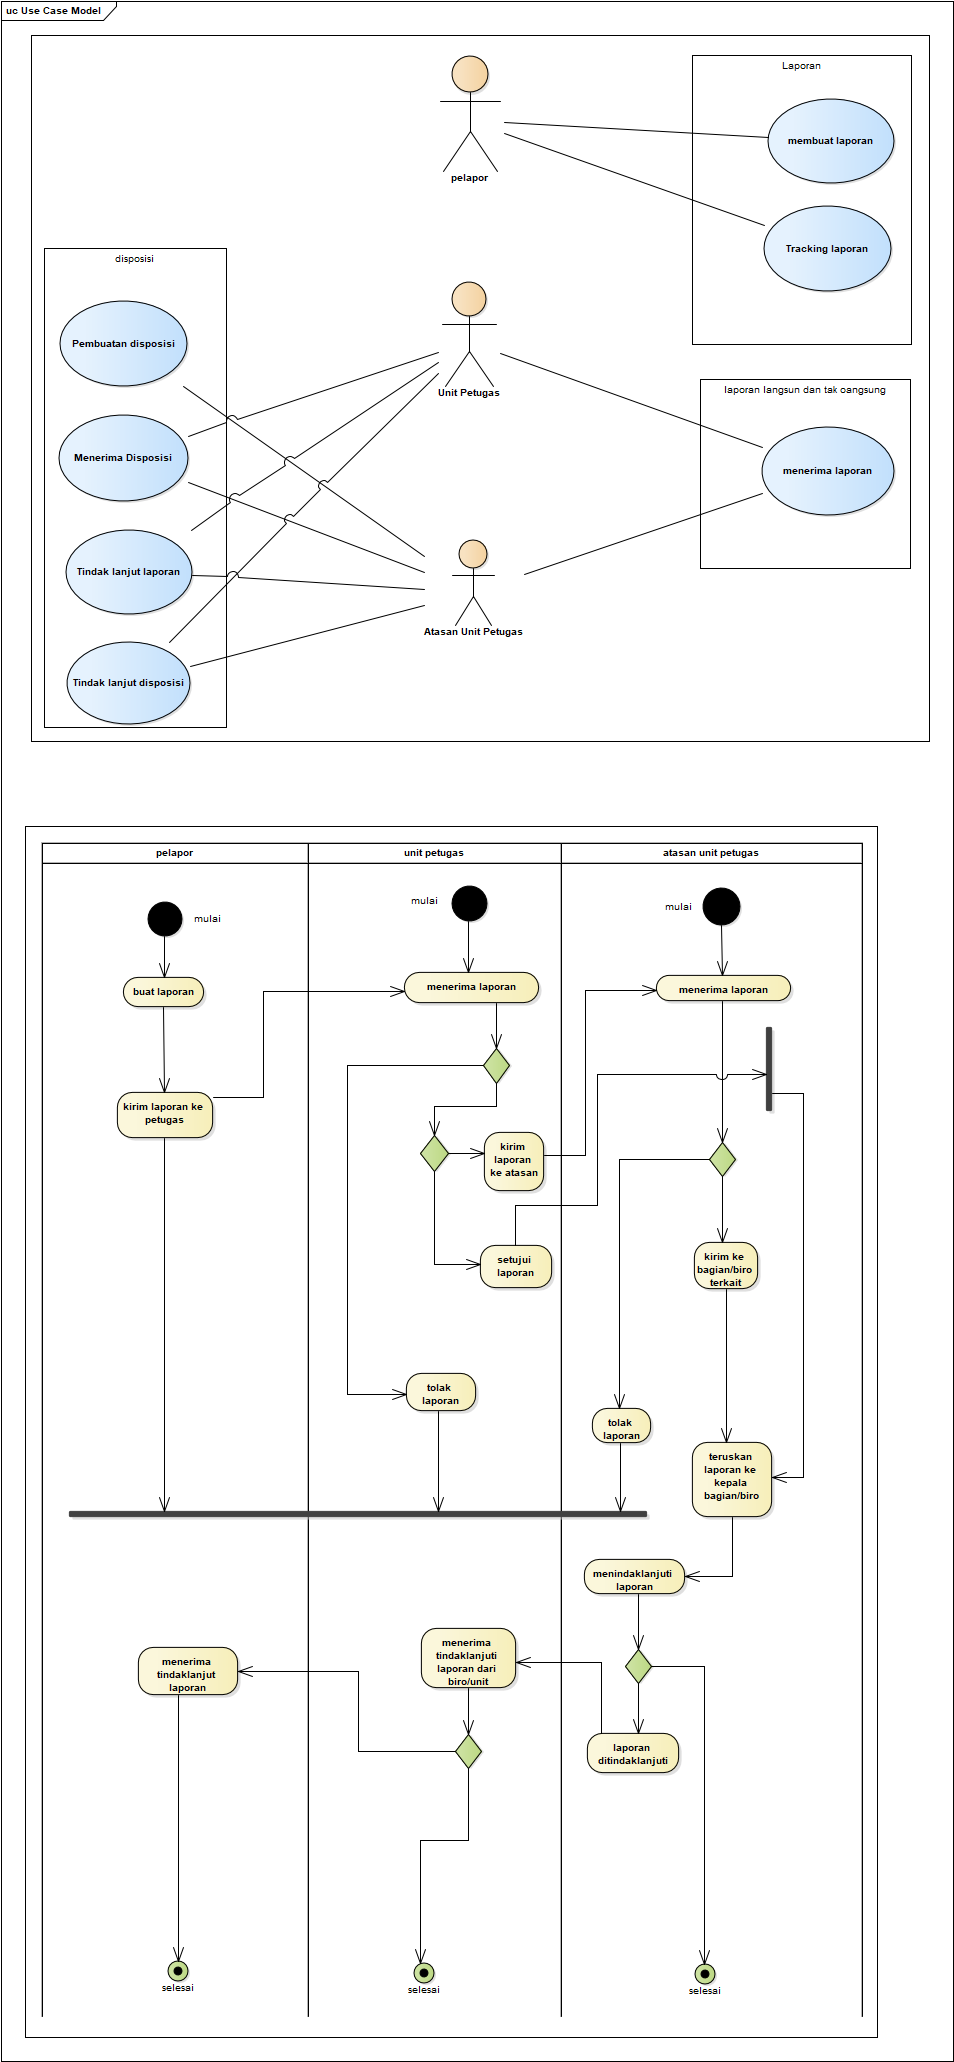 uc Use Case Model
Laporan
membuat laporan
pelapor
Tracking laporan
disposisi
Pembuatan disposisi
Unit Petugas
laporan langsun dan tak oangsung
Menerima Disposisi
menerima laporan
Tindak lanjut laporan
Atasan Unit Petugas
Tindak lanjut disposisi
pelapor
unit petugas
atasan unit petugas
mulai
mulai
mulai
buat laporan
menerima laporan
menerima laporan
kirim laporan ke
petugas
kirim
laporan
ke atasan
setujui
laporan
kirim ke
bagian/biro
terkait
tolak
laporan
tolak
laporan
teruskan
laporan ke
kepala
bagian/biro
menindaklanjuti
laporan
menerima
tindaklanjut
laporan
menerima
tindaklanjuti
laporan dari
biro/unit
laporan
ditindaklanjuti
selesai
selesai
selesai